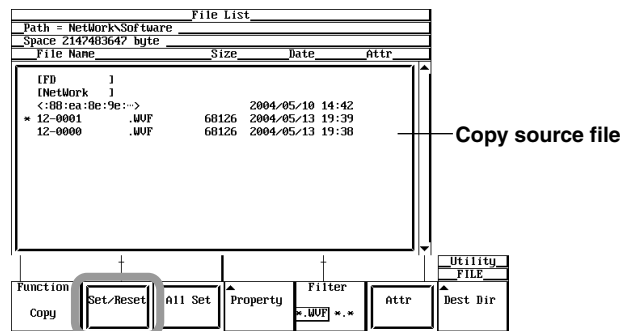 File List
Path = NetWork\Software
Space 2147483647 byte
File Name Size Date Attr
[FD ]
[NetWork ]
<:88:ea:8e:9e:…> 2004/05/10 14:42
* 12-0001 .WVF 68126 2004/05/13 19:39
12-0000 .WVF 68126 2004/05/13 19:38
Copy source file
Utility
FILE
Function
Copy
Set/Reset
All Set
Property
Filter
*.WVF *.*
Attr
Dest Dir